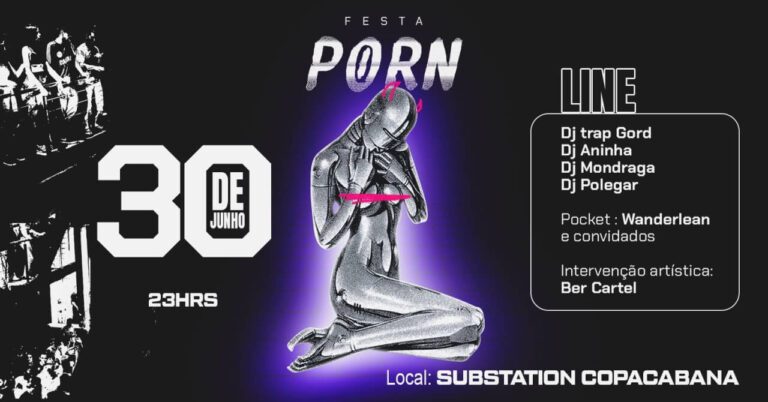 FESTA
PORN
30
DE
JUNHO
23HRS
LINE
Dj trap Gord
Dj Aninha
Dj Mondraga
Dj Polegar
Pocket : Wanderlean
e convidados
Intervenção artística:
Ber Cartel
Local: SUBSTATION COPACABANA